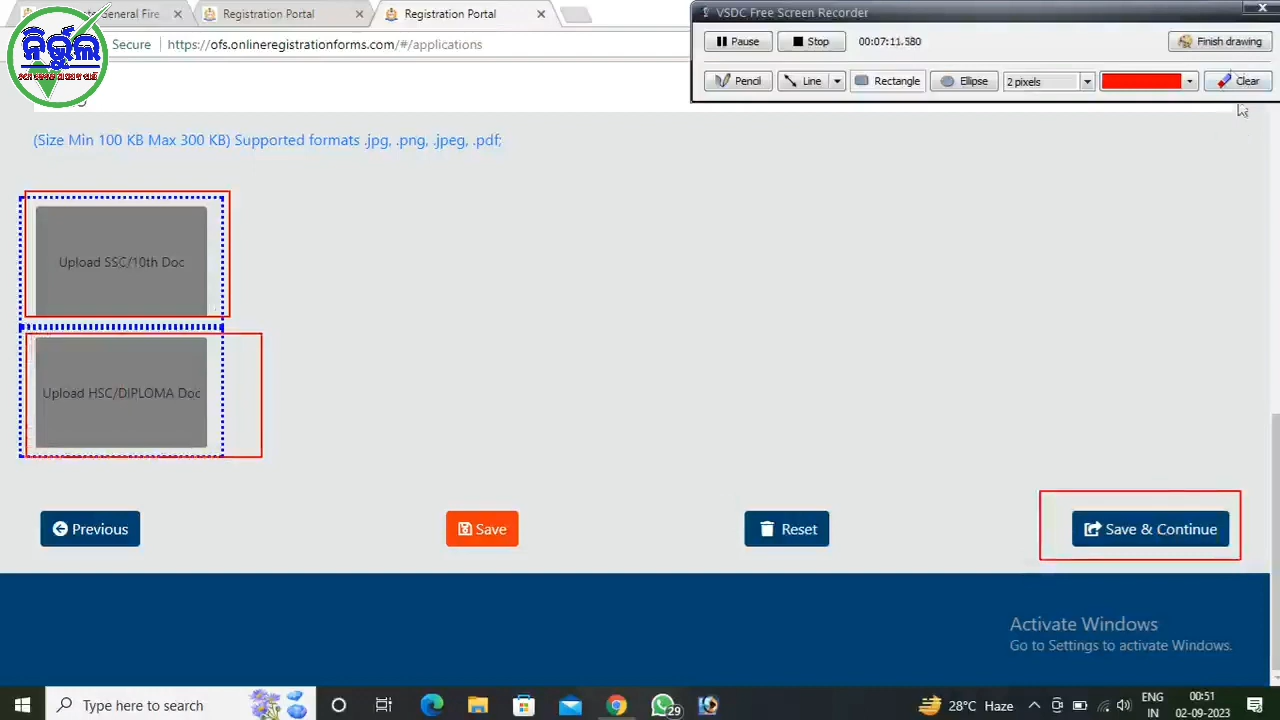 s General Fire
Registration Portal
Registration Portal
VSDC Free Screen Recorder
Pause
Stop
00:07:11.580
Finish drawing
Pencil
Line
Rectangle
Ellipse
2 pixels
Clear
ନିର୍ଭୁଲ
Secure
https://ofs.onlineregistrationforms.com/#/applications
(Size Min 100 KB Max 300 KB) Supported formats .jpg, .png, .jpeg, .pdf;
Upload SSC/10th Doc
Upload HSC/DIPLOMA Doc
Previous
Save
Reset
Save & Continue
Activate Windows
Go to Settings to activate Windows.
Type here to search
29
28°C Haze
ENG
IN
00:51
02-09-2023